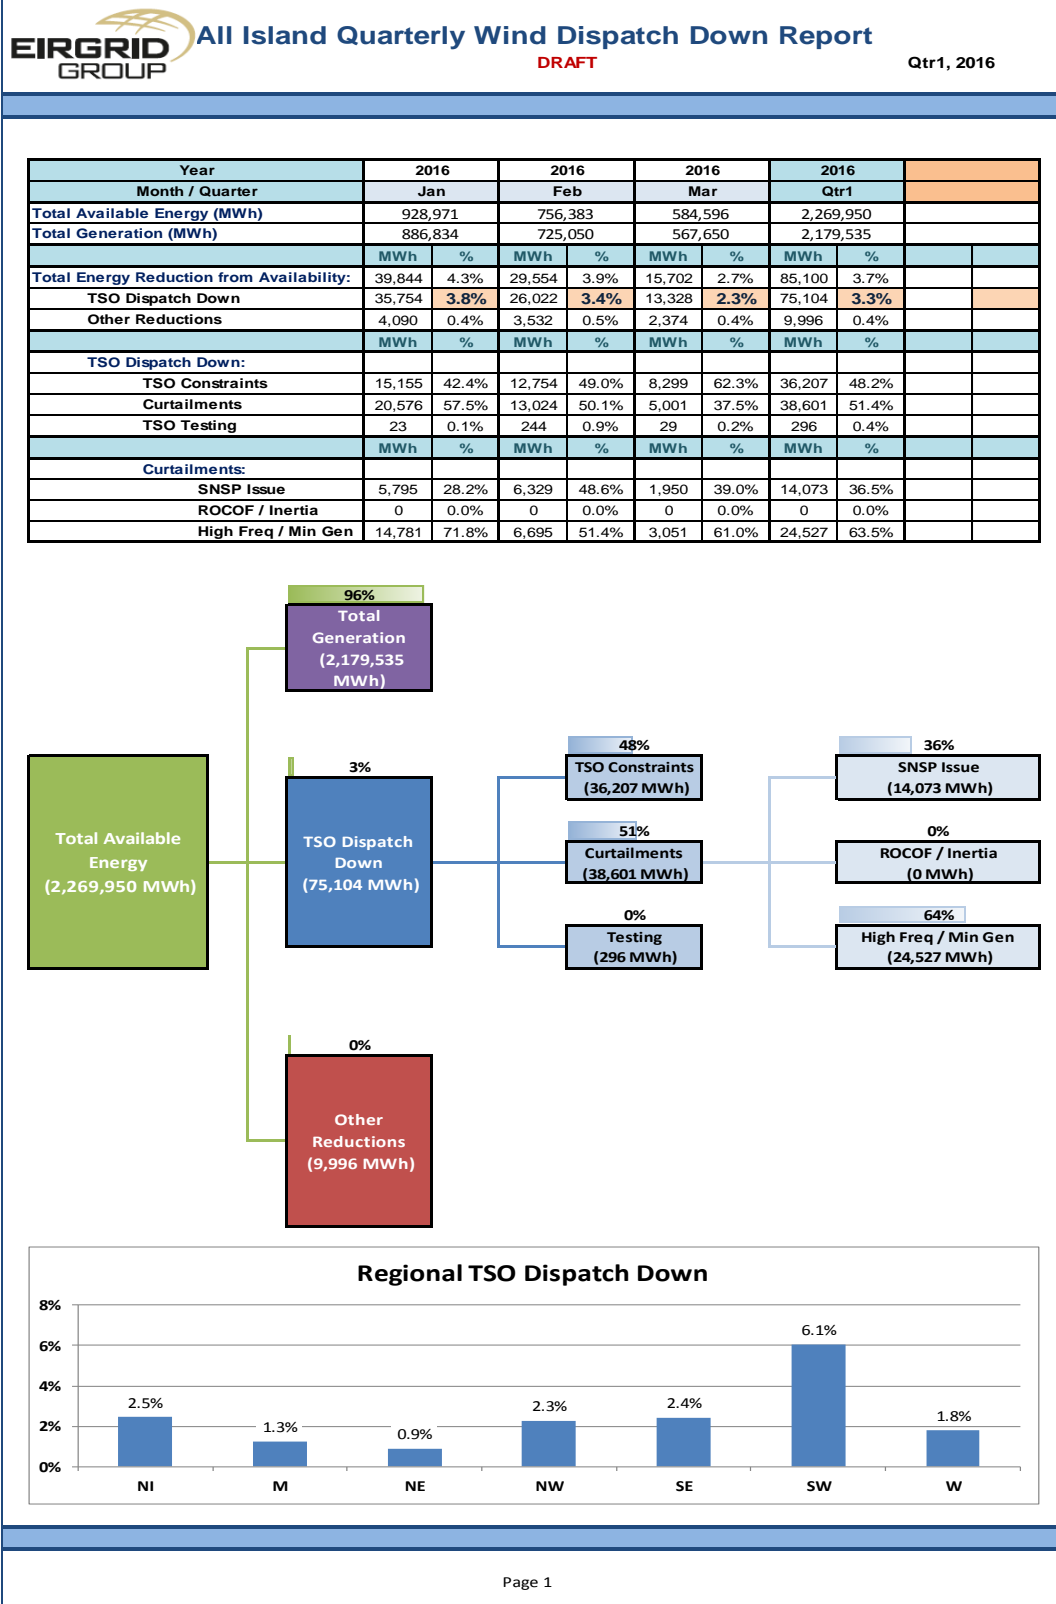 EIRGRID
GROUP
All Island Quarterly Wind Dispatch Down Report
DRAFT
Qtr1, 2016
Year 2016 2016 2016 2016
Month / Quarter Jan Feb Mar Qtr1
Total Available Energy (MWh) 928,971 756,383 584,596 2,269,950
Total Generation (MWh) 886,834 725,050 567,650 2,179,535
MWh % MWh % MWh % MWh %
Total Energy Reduction from Availability: 39,844 4.3% 29,554 3.9% 15,702 2.7% 85,100 3.7%
TSO Dispatch Down 35,754 3.8% 26,022 3.4% 13,328 2.3% 75,104 3.3%
Other Reductions 4,090 0.4% 3,532 0.5% 2,374 0.4% 9,996 0.4%
MWh % MWh % MWh % MWh %
TSO Dispatch Down:
TSO Constraints 15,155 42.4% 12,754 49.0% 8,299 62.3% 36,207 48.2%
Curtailments 20,576 57.5% 13,024 50.1% 5,001 37.5% 38,601 51.4%
TSO Testing 23 0.1% 244 0.9% 29 0.2% 296 0.4%
MWh % MWh % MWh % MWh %
Curtailments:
SNSP Issue 5,795 28.2% 6,329 48.6% 1,950 39.0% 14,073 36.5%
ROCOF / Inertia 0 0.0% 0 0.0% 0 0.0% 0 0.0%
High Freq / Min Gen 14,781 71.8% 6,695 51.4% 3,051 61.0% 24,527 63.5%
96%
Total
Generation
(2,179,535
MWh)
Total Available
Energy
(2,269,950 MWh)
3%
TSO Dispatch
Down
(75,104 MWh)
48%
TSO Constraints
(36,207 MWh)
51%
Curtailments
(38,601 MWh)
0%
Testing
(296 MWh)
36%
SNSP Issue
(14,073 MWh)
0%
ROCOF / Inertia
(0 MWh)
64%
High Freq / Min Gen
(24,527 MWh)
0%
Other
Reductions
(9,996 MWh)
Regional TSO Dispatch Down
8%
6%
4%
2%
0%
2.5%
1.3%
0.9%
2.3%
2.4%
6.1%
1.8%
NI M NE NW SE SW W
Page 1